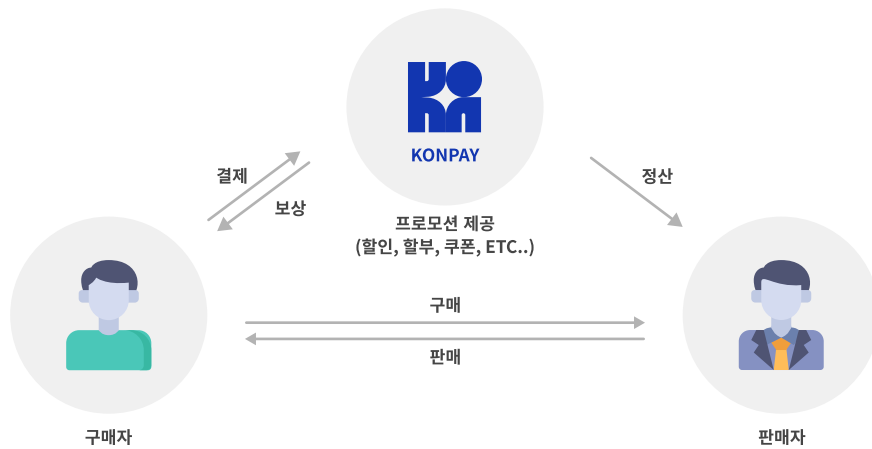 KONPAY
결제
보상
정산
프로모션 제공
(할인, 할부, 쿠폰, ETC..)
구매
판매
구매자
판매자